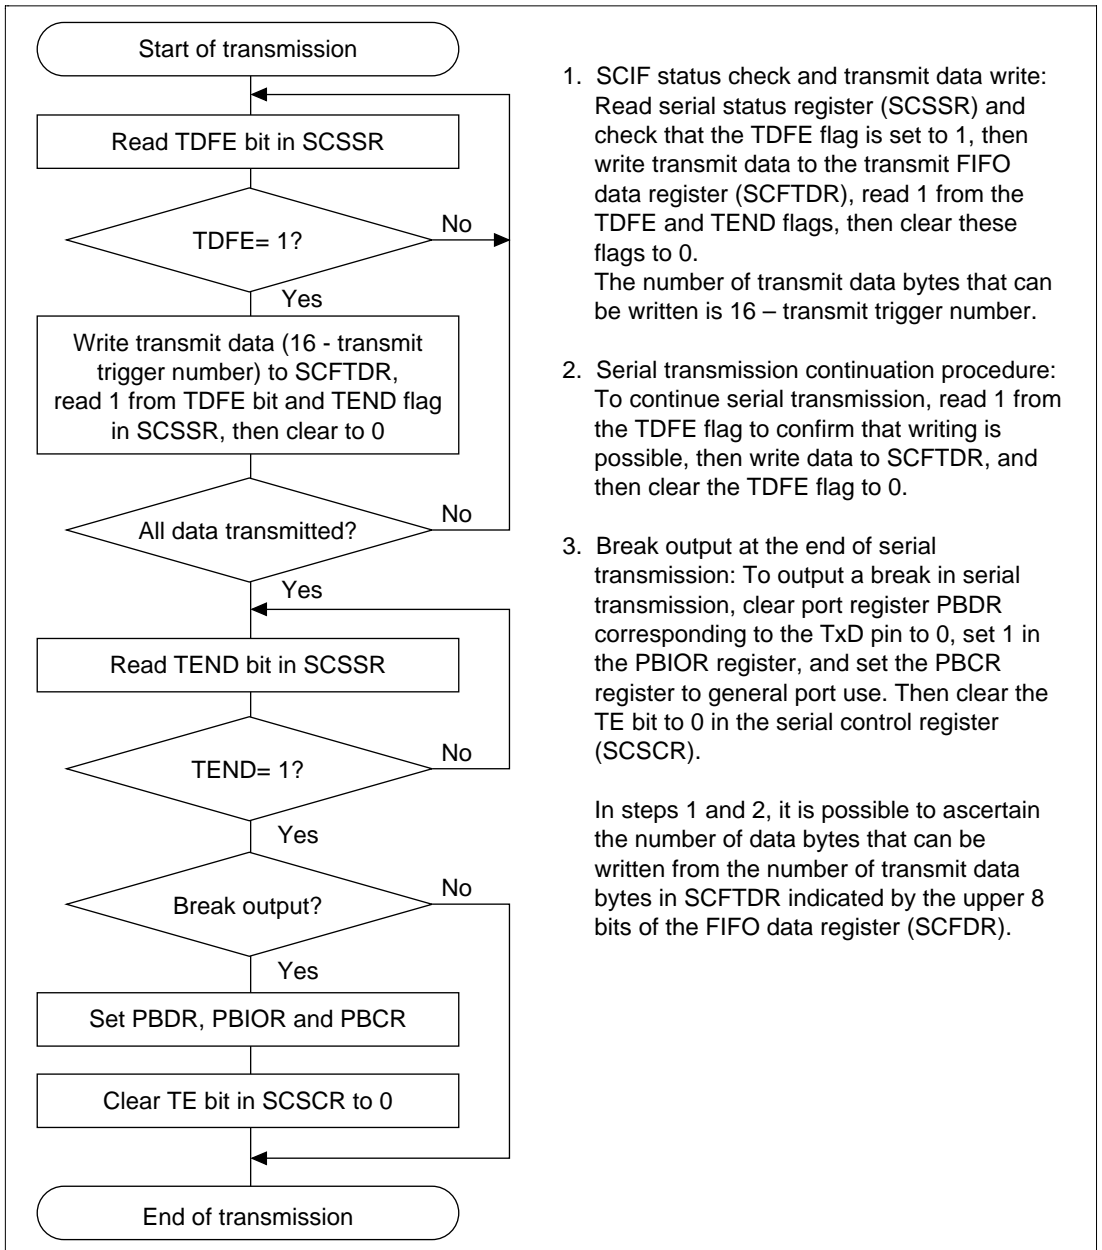 Start of transmission
Read TDFE bit in SCSSR
TDFE= 1?
No
Yes
Write transmit data (16 - transmit
trigger number) to SCFTDR,
read 1 from TDFE bit and TEND flag
in SCSSR, then clear to 0
All data transmitted?
No
Yes
Read TEND bit in SCSSR
TEND= 1?
No
Yes
Break output?
No
Yes
Set PBDR, PBIOR and PBCR
Clear TE bit in SCSCR to 0
End of transmission
1. SCIF status check and transmit data write:
Read serial status register (SCSSR) and
check that the TDFE flag is set to 1, then
write transmit data to the transmit FIFO
data register (SCFTDR), read 1 from the
TDFE and TEND flags, then clear these
flags to 0.
The number of transmit data bytes that can
be written is 16 – transmit trigger number.
2. Serial transmission continuation procedure:
To continue serial transmission, read 1 from
the TDFE flag to confirm that writing is
possible, then write data to SCFTDR, and
then clear the TDFE flag to 0.
3. Break output at the end of serial
transmission: To output a break in serial
transmission, clear port register PBDR
corresponding to the TxD pin to 0, set 1 in
the PBIOR register, and set the PBCR
register to general port use. Then clear the
TE bit to 0 in the serial control register
(SCSCR).
In steps 1 and 2, it is possible to ascertain
the number of data bytes that can be
written from the number of transmit data
bytes in SCFTDR indicated by the upper 8
bits of the FIFO data register (SCFDR).